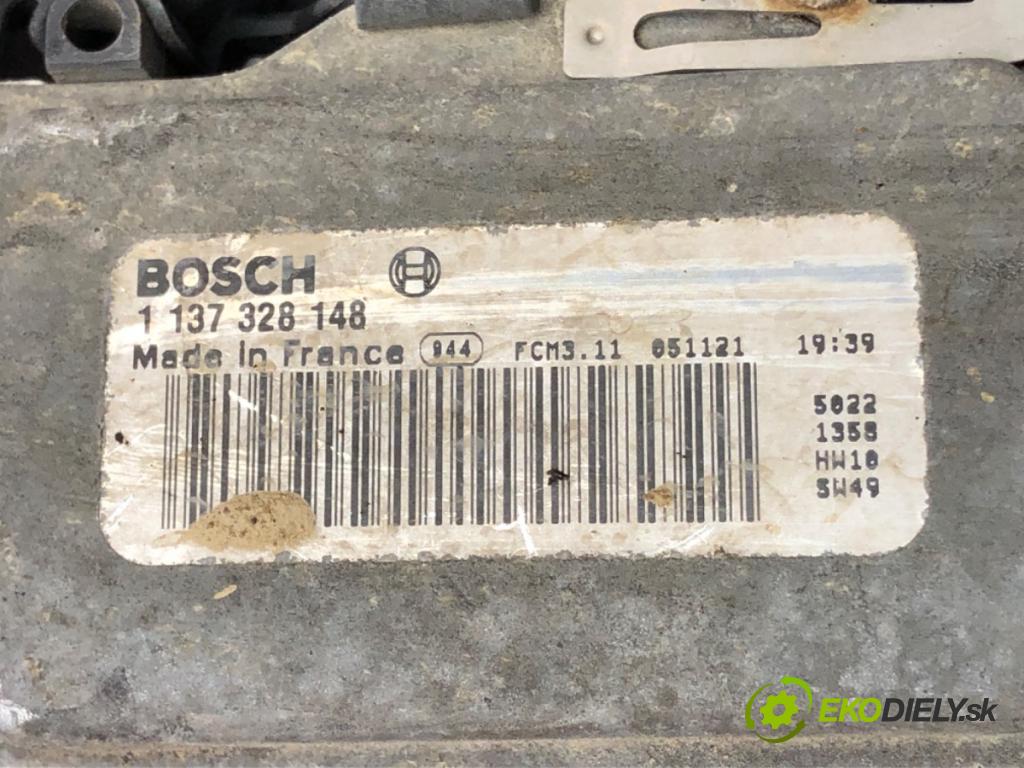 BOSCH
1 137 328 148
Made in France 944 FCM3.11 051121 19:39
5022
1358
HW10
SW49
EKODIELY.sk